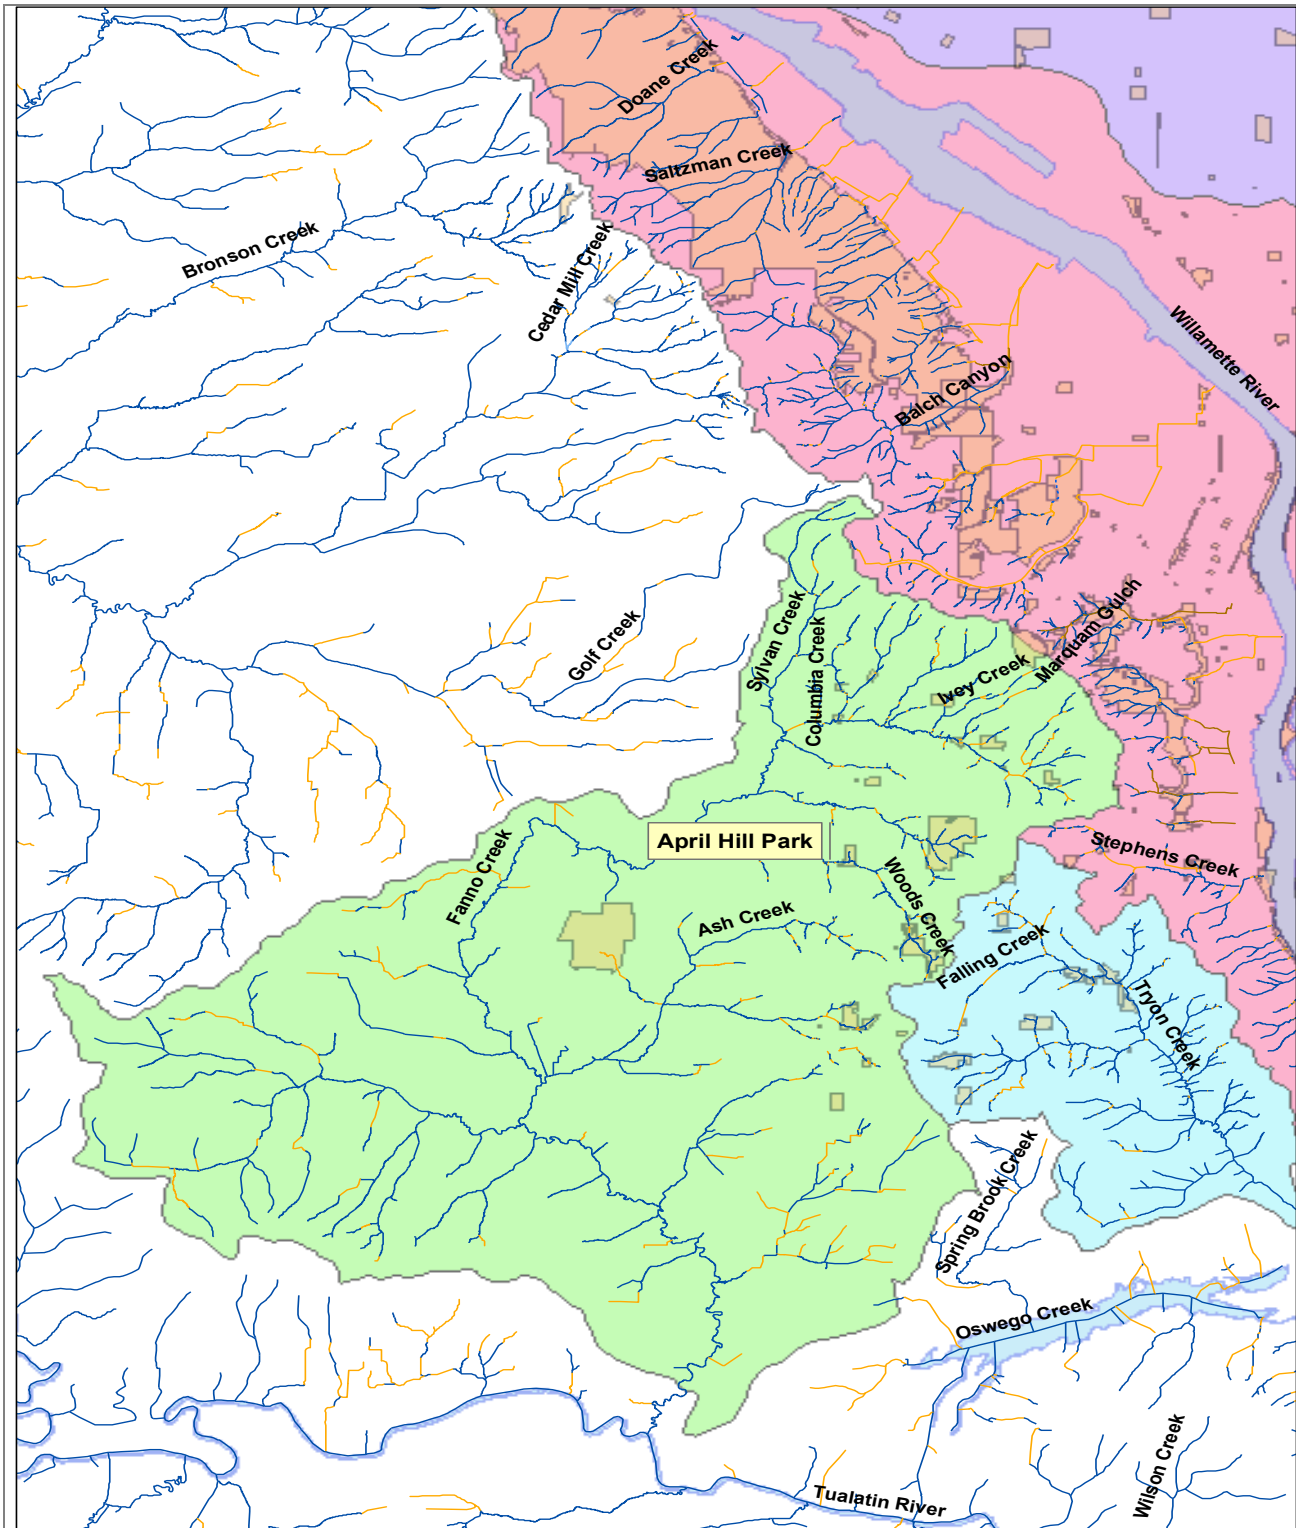 Doane Creek
Saltzman Creek
Bronson Creek
Cedar Mill Creek
Willamette River
Balch Canyon
Golf Creek
Sylvan Creek
Columbia Creek
Ivey Creek
Marquam Gulch
April Hill Park
Stephens Creek
Fanno Creek
Woods Creek
Ash Creek
Falling Creek
Tryon Creek
Spring Brook Creek
Oswego Creek
Wilson Creek
Tualatin River